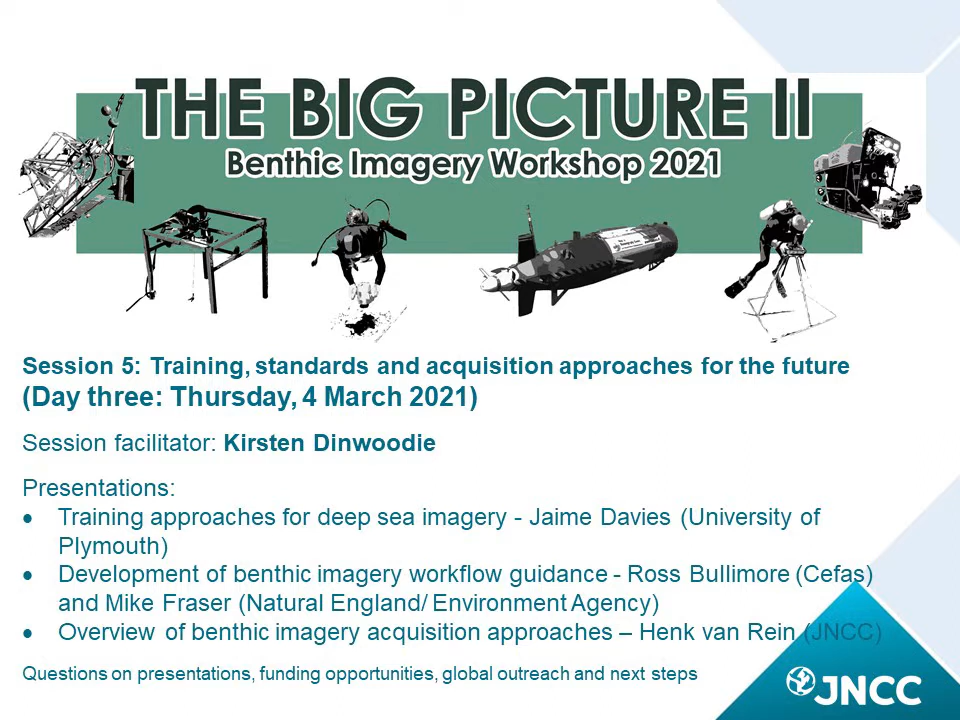 THE BIG PICTURE II
Benthic Imagery Workshop 2021
Session 5: Training, standards and acquisition approaches for the future
(Day three: Thursday, 4 March 2021)
Session facilitator: Kirsten Dinwoodie
Presentations:
• Training approaches for deep sea imagery - Jaime Davies (University of
Plymouth)
• Development of benthic imagery workflow guidance - Ross Bullimore (Cefas)
and Mike Fraser (Natural England/ Environment Agency)
• Overview of benthic imagery acquisition approaches – Henk van Rein (JNCC)
Questions on presentations, funding opportunities, global outreach and next steps
JNCC